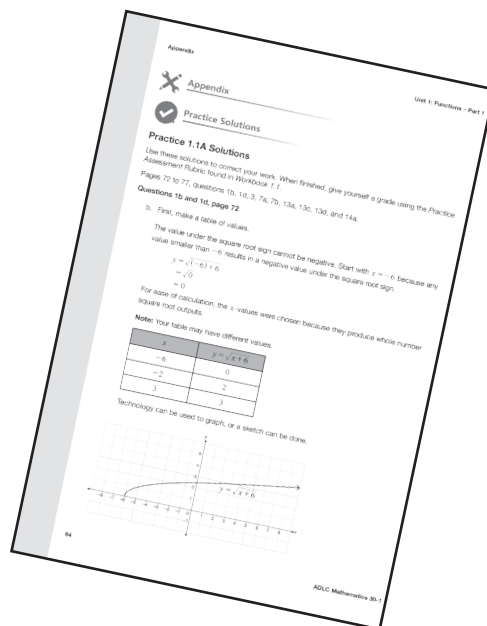 Appendix
Unit 1: Functions – Part 1
Appendix
Practice Solutions
Practice 1.1A Solutions
Use these solutions to correct your work. When finished, give yourself a grade using the Practice
Assessment Rubric found in Workbook 1.1.
Pages 72 to 77, questions 1b, 1d, 3, 7a, 7b, 13a, 13c, 13d, and 14a
Questions 1b and 1d, page 72
b. First, make a table of values.
The value under the square root sign cannot be negative. Start with x = −6 because any
value smaller than −6 results in a negative value under the square root sign.
y = √(−6) + 6
= √0
= 0
For ease of calculation, the x-values were chosen because they produce whole number
square root outputs.
Note: Your table may have different values.
x y = √x + 6
−6 0
−2 2
3 3
Technology can be used to graph, or a sketch can be done.
y = √x + 6
64
ADLC Mathematics 30-1